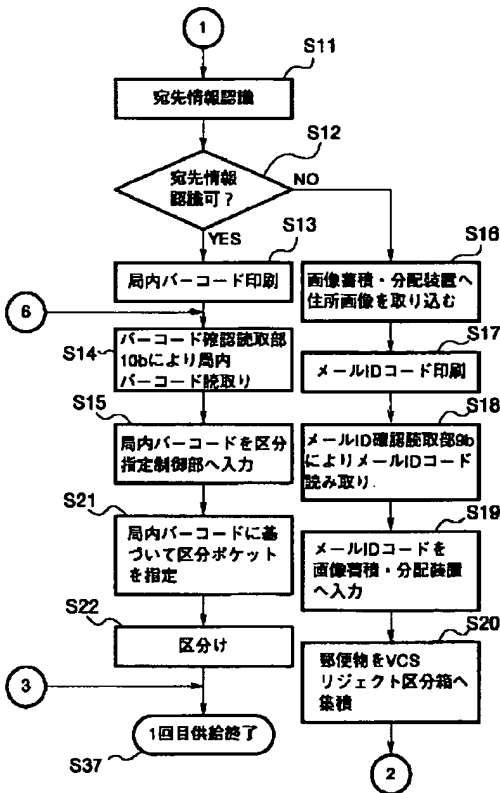 1
S11
宛先情報認識
S12
宛先情報
認識可？
NO
YES
S13
局内バーコード印刷
6
S14
バーコード確認読取部
10bにより局内
バーコード読取り
S15
局内バーコードを区分
指定制御部へ入力
S21
局内バーコードに基
づいて区分ポケット
を指定
S22
区分け
3
1回目供給終了
S37
S16
画像蓄積・分配装置へ
住所画像を取り込む
S17
メールIDコード印刷
S18
メールID確認読取部9b
によりメールIDコード
読み取り.
S19
メールIDコードを
画像蓄積・分配装置
へ入力
S20
郵便物をVCS
リジェクト区分箱へ
集積
2